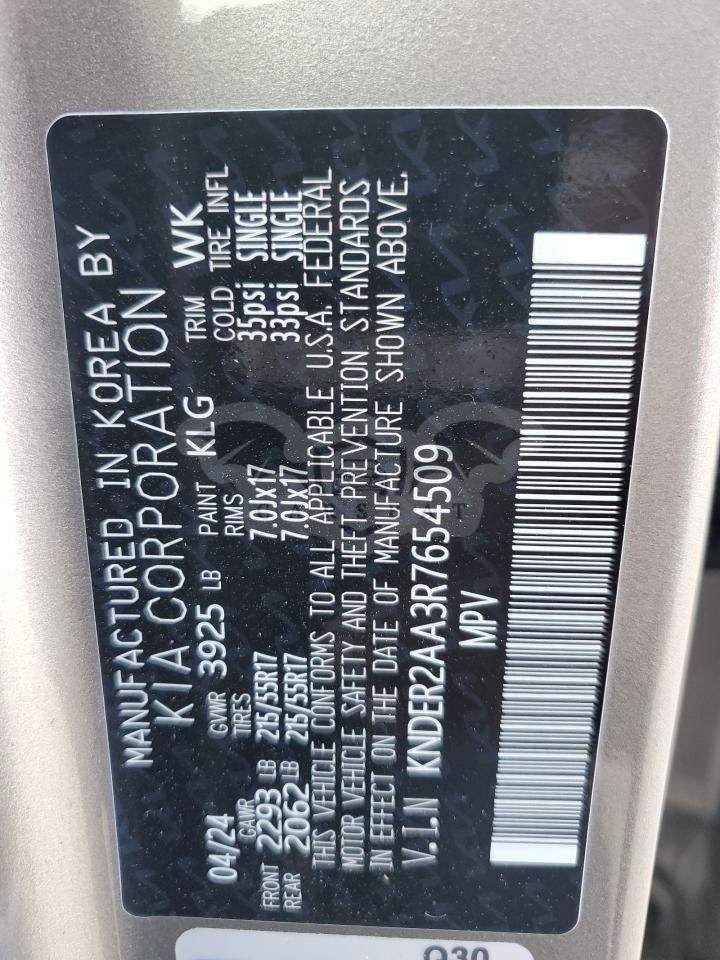 MANUFACTURED IN KOREA BY
KIA CORPORATION
04/24 GVWR 3925 LB PAINT KLG TRIM WK
GAWR TIRES RIMS COLD TIRE INFL
FRONT 2293 LB 215/55R17 7.0Jx17 35psi SINGLE
REAR 2062 LB 215/55R17 7.0Jx17 33psi SINGLE
THIS VEHICLE CONFORMS TO ALL APPLICABLE U.S.A. FEDERAL
MOTOR VEHICLE SAFETY AND THEFT PREVENTION STANDARDS
IN EFFECT ON THE DATE OF MANUFACTURE SHOWN ABOVE.
V.I.N KNDER2AA3R7654509
MPV
Q30